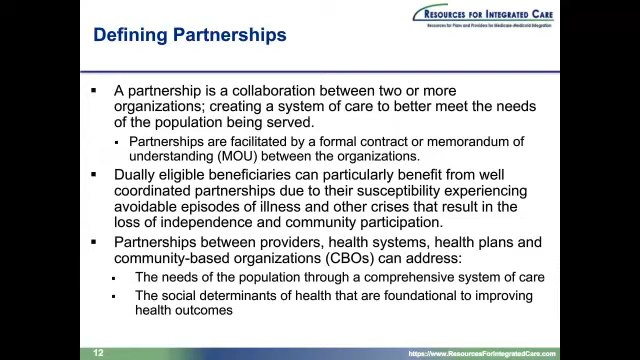 RESOURCES FOR INTEGRATED CARE
Resources for Plans and Providers for Medicare-Medicaid Integration
Defining Partnerships
▪ A partnership is a collaboration between two or more
organizations; creating a system of care to better meet the needs
of the population being served.
▪ Partnerships are facilitated by a formal contract or memorandum of
understanding (MOU) between the organizations.
▪ Dually eligible beneficiaries can particularly benefit from well
coordinated partnerships due to their susceptibility experiencing
avoidable episodes of illness and other crises that result in the
loss of independence and community participation.
▪ Partnerships between providers, health systems, health plans and
community-based organizations (CBOs) can address:
▪ The needs of the population through a comprehensive system of care
▪ The social determinants of health that are foundational to improving
health outcomes
12
https://www.ResourcesForIntegratedCare.com/